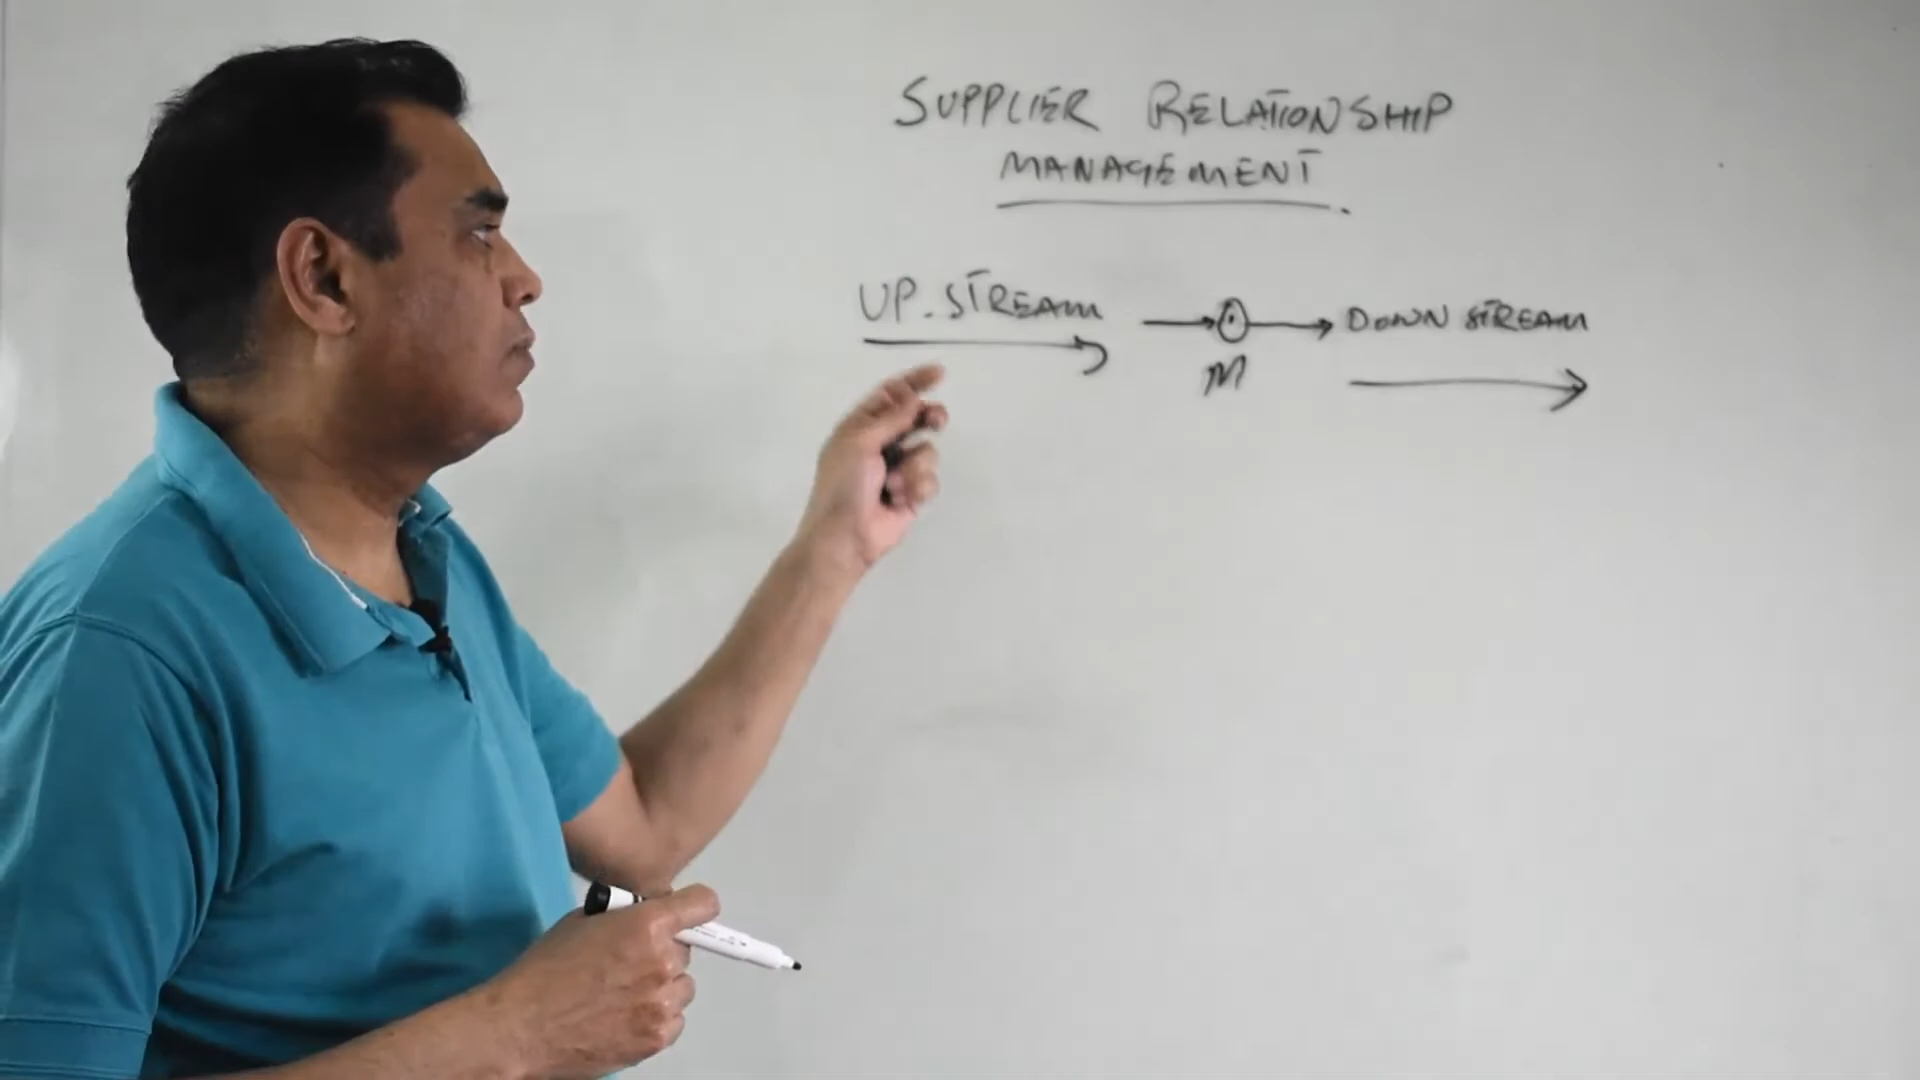 SUPPLIER RELATIONSHIP
MANAGEMENT.
UP-STREAM DOWN STREAM
M